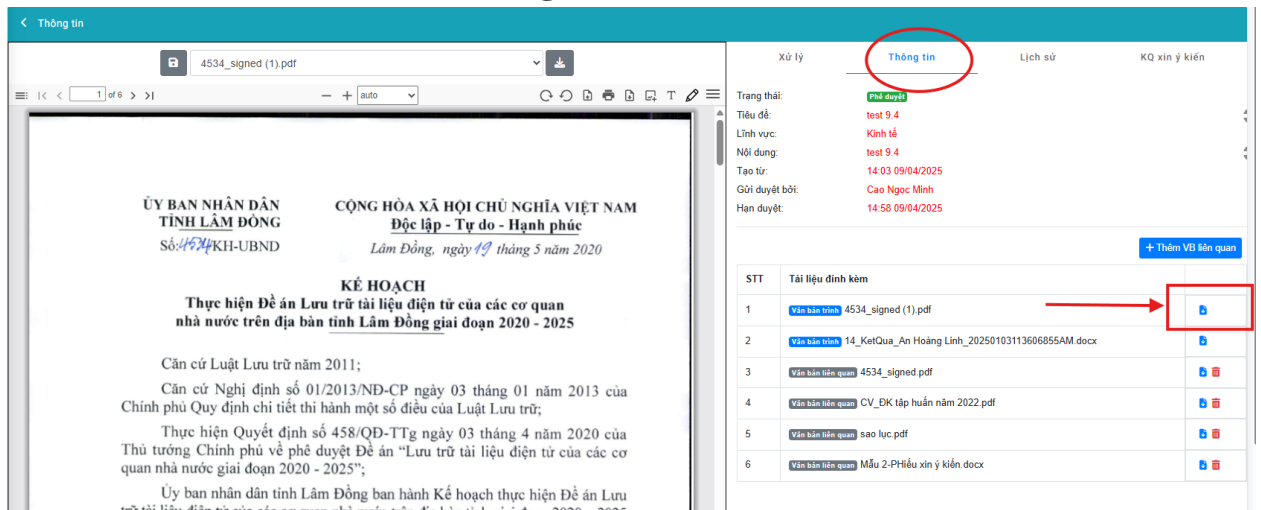 Thông tin
4534_signed (1).pdf
1 of 6
auto
ỦY BAN NHÂN DÂN
TỈNH LÂM ĐỒNG
Số:4534/KH-UBND
CỘNG HÒA XÃ HỘI CHỦ NGHĨA VIỆT NAM
Độc lập - Tự do - Hạnh phúc
Lâm Đồng, ngày 19 tháng 5 năm 2020
KẾ HOẠCH
Thực hiện Đề án Lưu trữ tài liệu điện tử của các cơ quan
nhà nước trên địa bàn tỉnh Lâm Đồng giai đoạn 2020 - 2025
Căn cứ Luật Lưu trữ năm 2011;
Căn cứ Nghị định số 01/2013/NĐ-CP ngày 03 tháng 01 năm 2013 của
Chính phủ Quy định chi tiết thi hành một số điều của Luật Lưu trữ;
Thực hiện Quyết định số 458/QĐ-TTg ngày 03 tháng 4 năm 2020 của
Thủ tướng Chính phủ về phê duyệt Đề án “Lưu trữ tài liệu điện tử của các cơ
quan nhà nước giai đoạn 2020 - 2025”;
Ủy ban nhân dân tỉnh Lâm Đồng ban hành Kế hoạch thực hiện Đề án Lưu
Xử lý Thông tin Lịch sử KQ xin ý kiến
Trạng thái: Phê duyệt
Tiêu đề: test 9.4
Lĩnh vực: Kinh tế
Nội dung: test 9.4
Tạo từ: 14:03 09/04/2025
Gửi duyệt bởi: Cao Ngọc Minh
Hạn duyệt: 14:58 09/04/2025
+ Thêm VB liên quan
STT Tài liệu đính kèm
1 Văn bản trình 4534_signed (1).pdf
2 Văn bản trình 14_KetQua_An Hoàng Linh_20250103113606855AM.docx
3 Văn bản liên quan 4534_signed.pdf
4 Văn bản liên quan CV_ĐK tập huấn năm 2022.pdf
5 Văn bản liên quan sao lục.pdf
6 Văn bản liên quan Mẫu 2-PHiếu xin ý kiến.docx